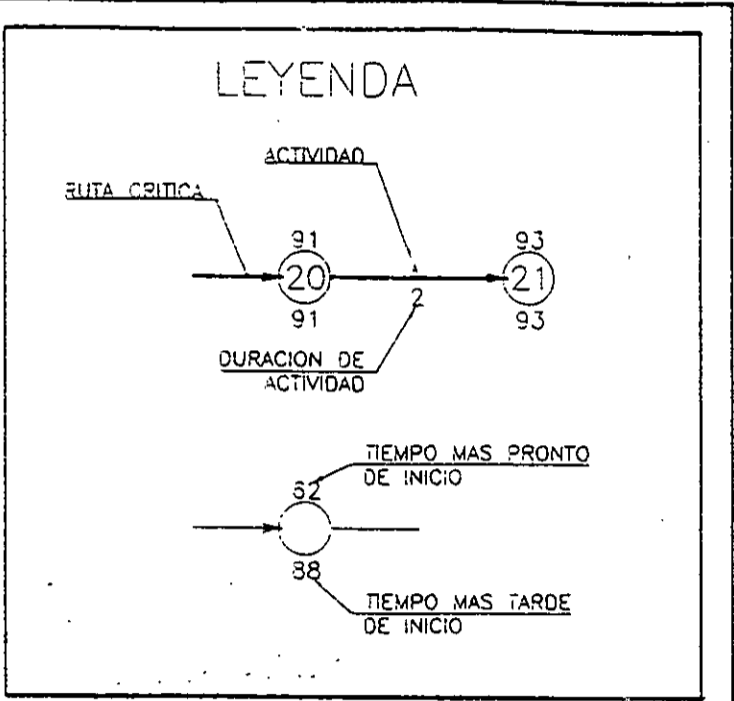 LEYENDA
ACTIVIDAD
RUTA CRITICA
91
93
20
21
2
91
93
DURACION DE
ACTIVIDAD
TIEMPO MAS PRONTO
DE INICIO
62
88
TIEMPO MAS TARDE
DE INICIO